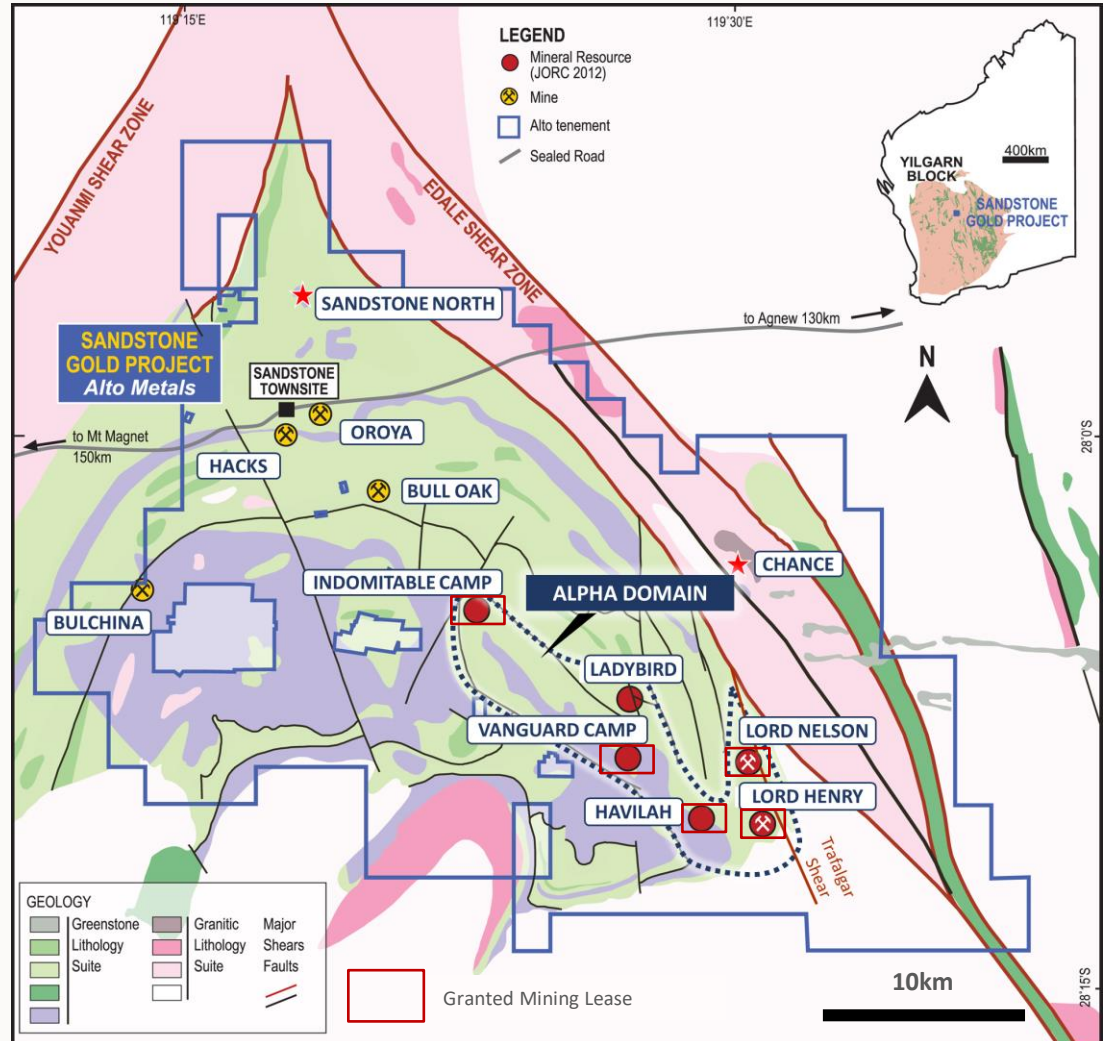 119°15'E
119°30'E
LEGEND
Mineral Resource
(JORC 2012)
Mine
Alto tenement
Sealed Road
400km
YILGARN
BLOCK
SANDSTONE
GOLD PROJECT
YOUANMI SHEAR ZONE
EDALE SHEAR ZONE
SANDSTONE NORTH
to Agnew 130km
SANDSTONE
GOLD PROJECT
Alto Metals
SANDSTONE
TOWNSITE
N
to Mt Magnet
150km
OROYA
28°0'S
HACKS
BULL OAK
CHANCE
INDOMITABLE CAMP
ALPHA DOMAIN
BULCHINA
LADYBIRD
VANGUARD CAMP
LORD NELSON
HAVILAH
LORD HENRY
Trafalgar
Shear
GEOLOGY
Greenstone
Lithology
Suite
Granitic
Lithology
Suite
Major
Shears
Faults
Granted Mining Lease
10km
28°15'S